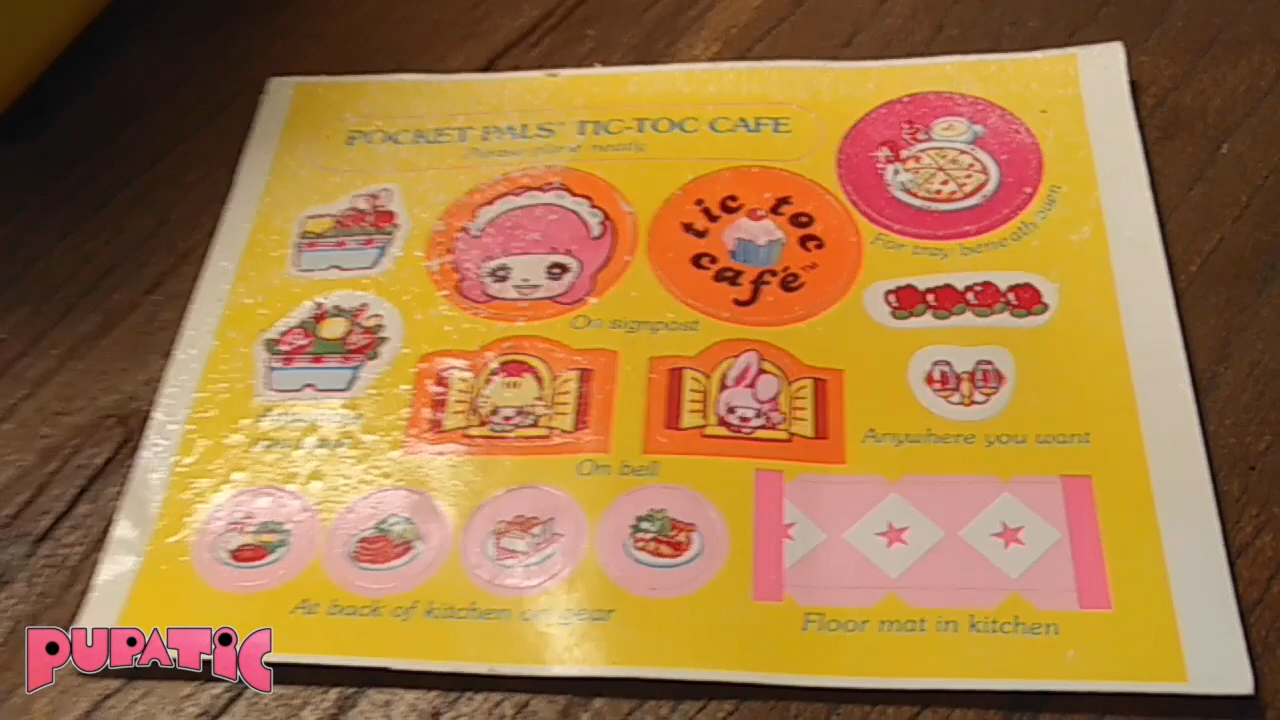 POCKET PALS' TIC-TOC CAFE
tic toc
café™
For tray, beneath oven
On signpost
Anywhere you want
On bell
At back of kitchen on gear
Floor mat in kitchen
PUPATIC